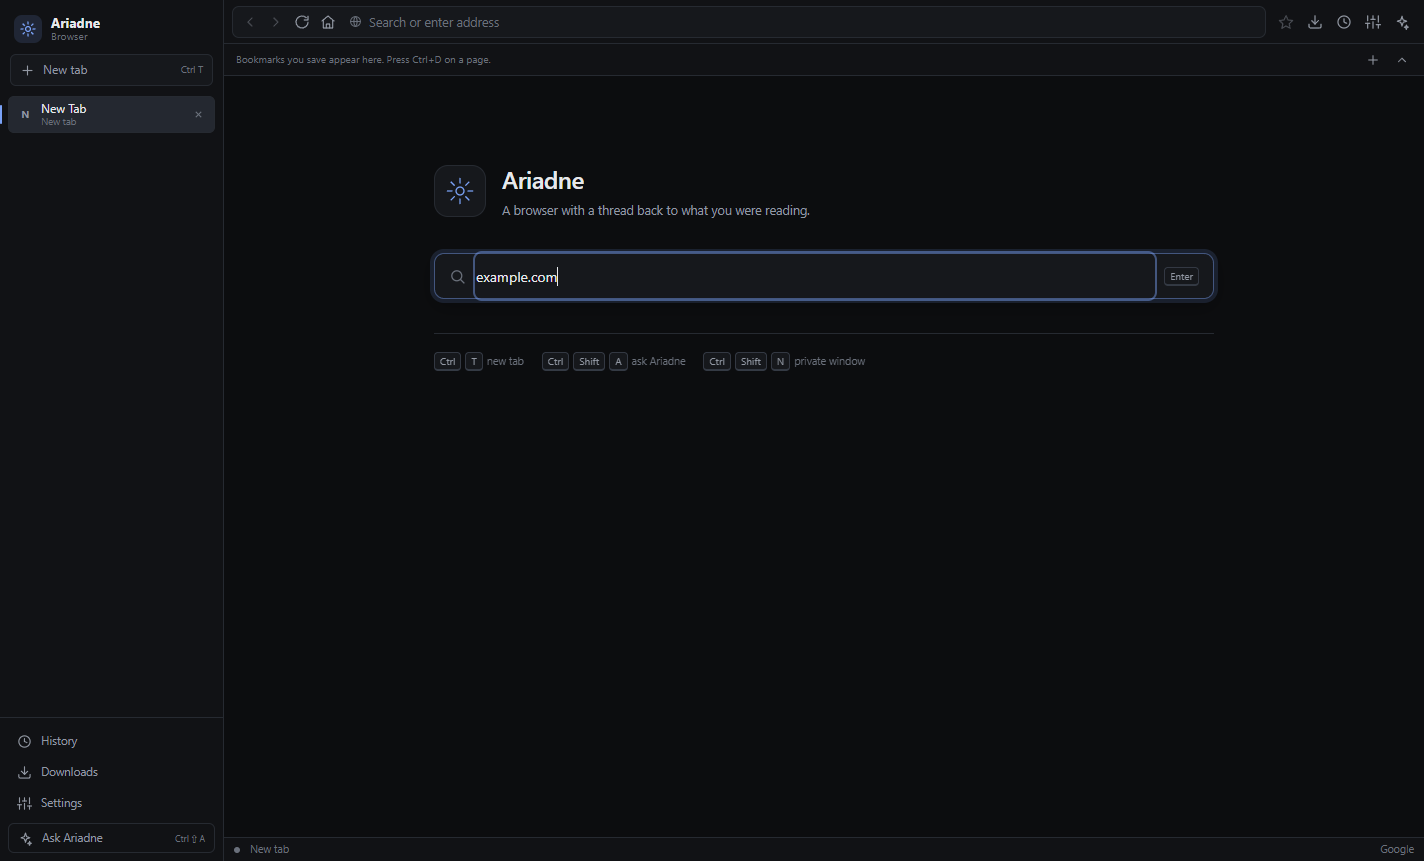 Ariadne
Browser
New tab Ctrl T
N New Tab
New tab
History
Downloads
Settings
Ask Ariadne Ctrl ⇧ A
Search or enter address
Bookmarks you save appear here. Press Ctrl+D on a page.
Ariadne
A browser with a thread back to what you were reading.
example.com Enter
Ctrl T new tab Ctrl Shift A ask Ariadne Ctrl Shift N private window
New tab Google